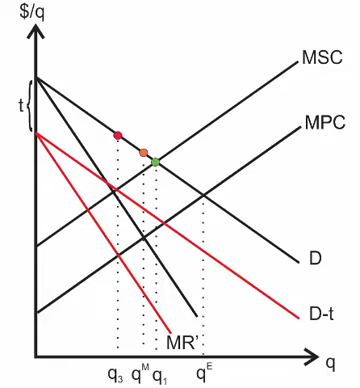 $/q
MSC
MPC
t
D
D-t
MR'
q
q₃ qᴹ q₁ qᴱ